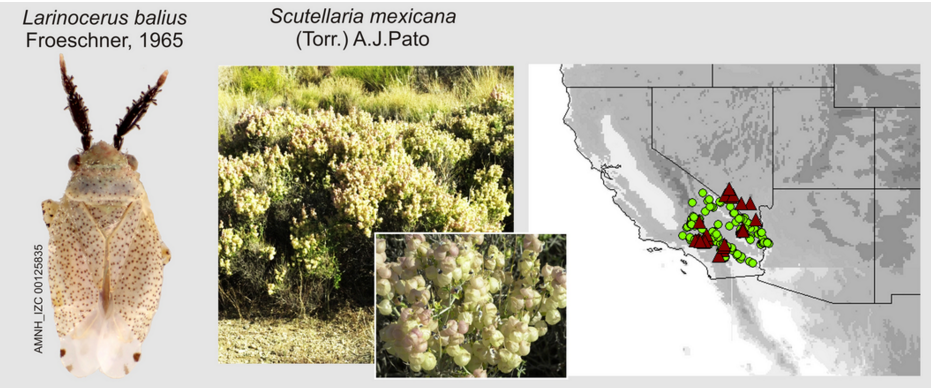 Larinocerus balius
Froeschner, 1965
Scutellaria mexicana
(Torr.) A.J.Pato
AMNH_IZC 00125835